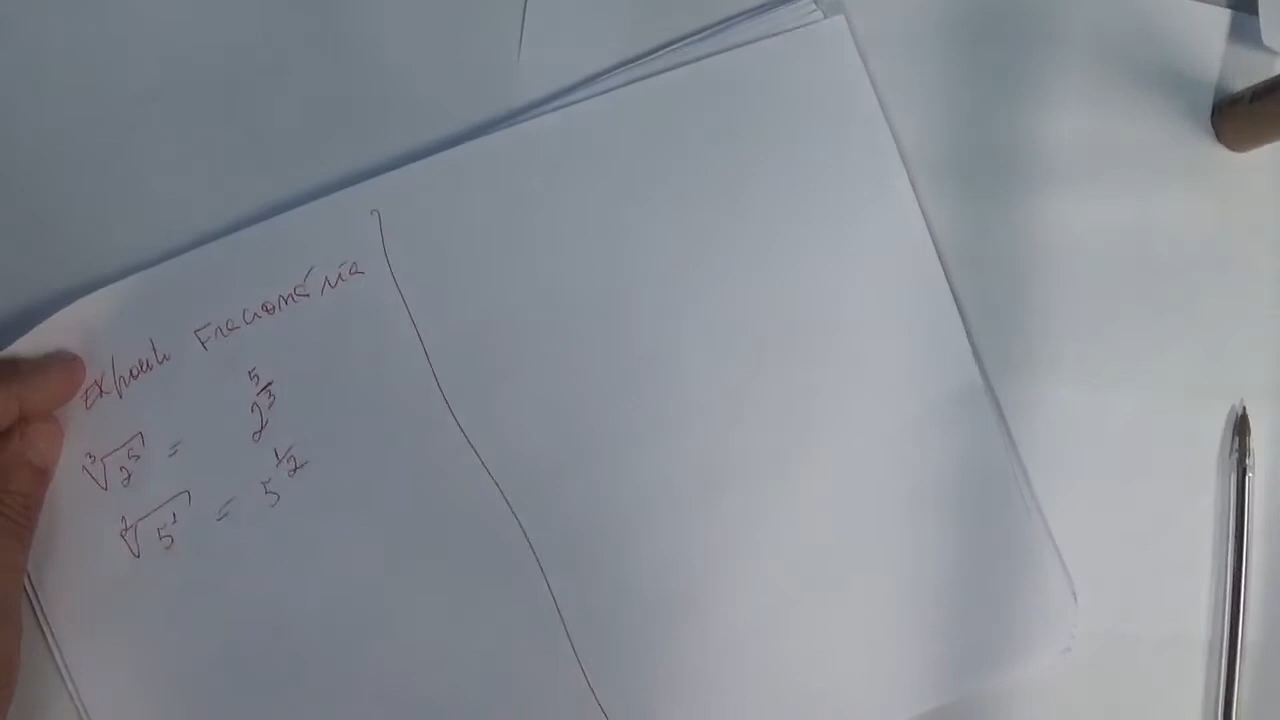 Expoente Fracionária
∛2⁵ = 2^{5/3}
²√5¹ = 5^{1/2}